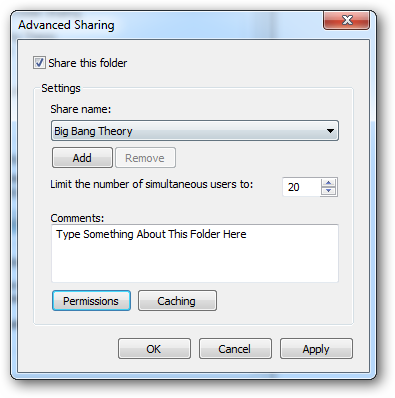 Advanced Sharing
Share this folder
Settings
Share name:
Big Bang Theory
Add Remove
Limit the number of simultaneous users to: 20
Comments:
Type Something About This Folder Here
Permissions Caching
OK Cancel Apply